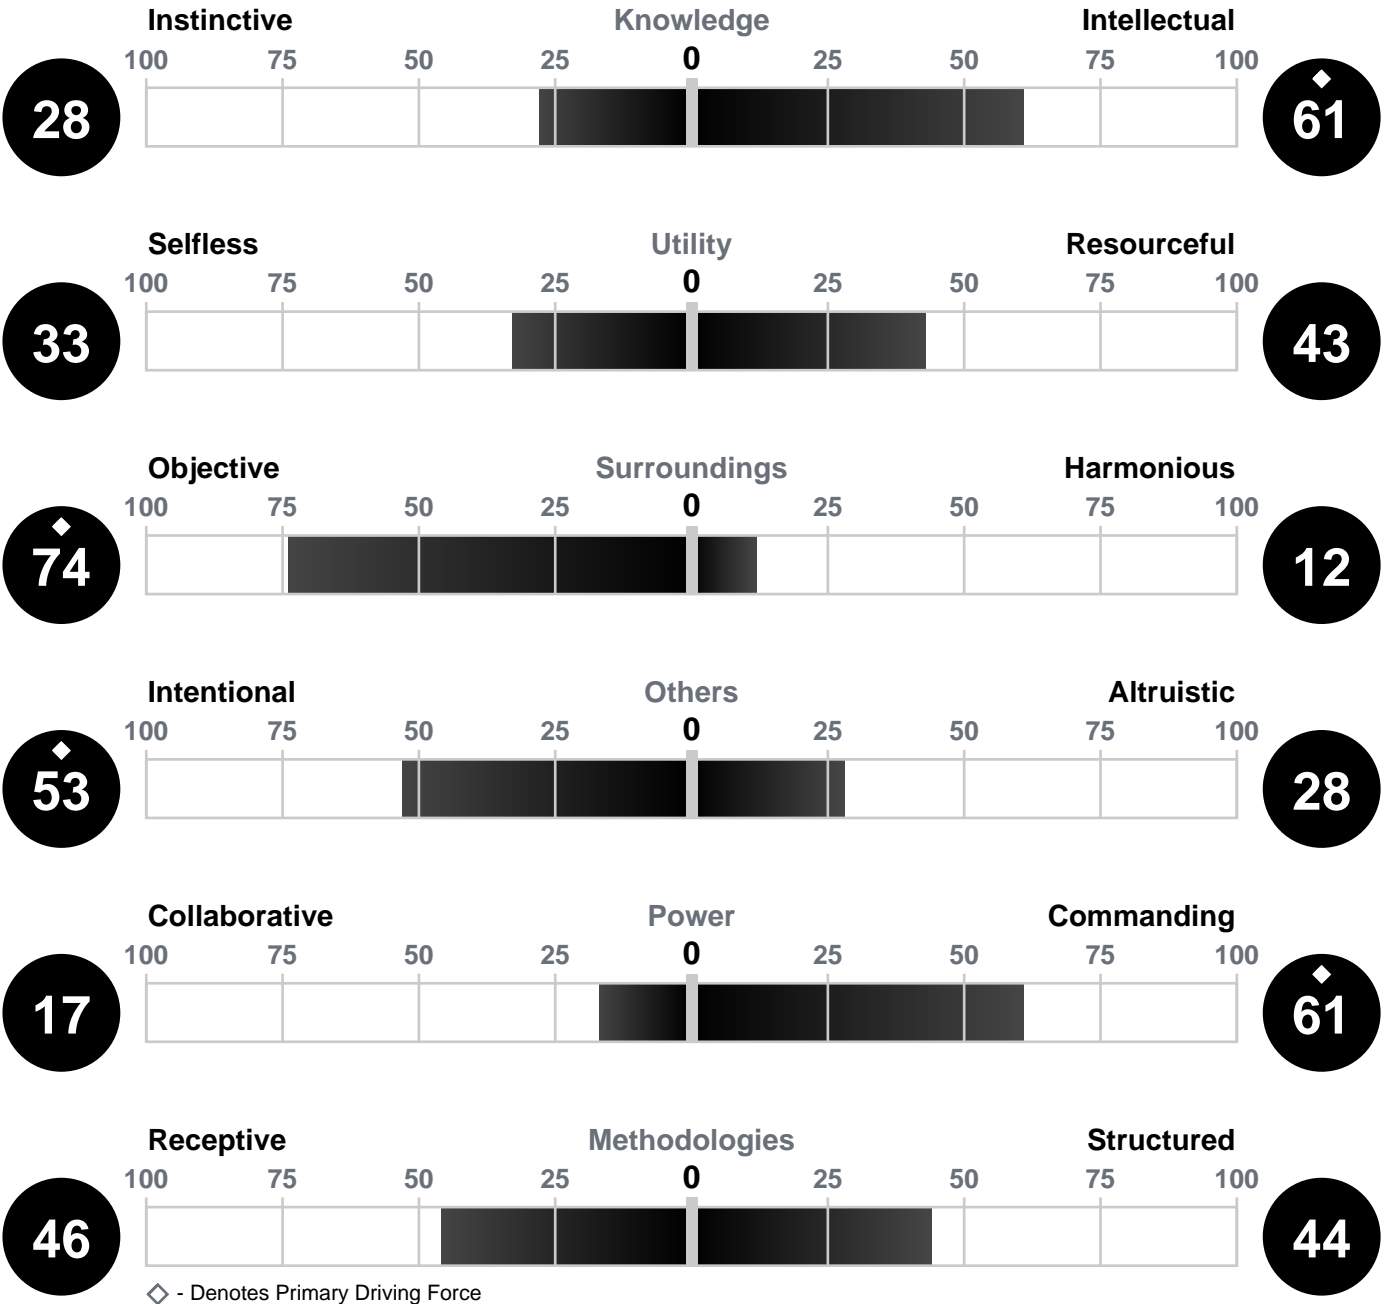 Instinctive Knowledge Intellectual
100 75 50 25 0 25 50 75 100
28 61
Selfless Utility Resourceful
100 75 50 25 0 25 50 75 100
33 43
Objective Surroundings Harmonious
100 75 50 25 0 25 50 75 100
74 12
Intentional Others Altruistic
100 75 50 25 0 25 50 75 100
53 28
Collaborative Power Commanding
100 75 50 25 0 25 50 75 100
17 61
Receptive Methodologies Structured
100 75 50 25 0 25 50 75 100
46 44
◇ - Denotes Primary Driving Force